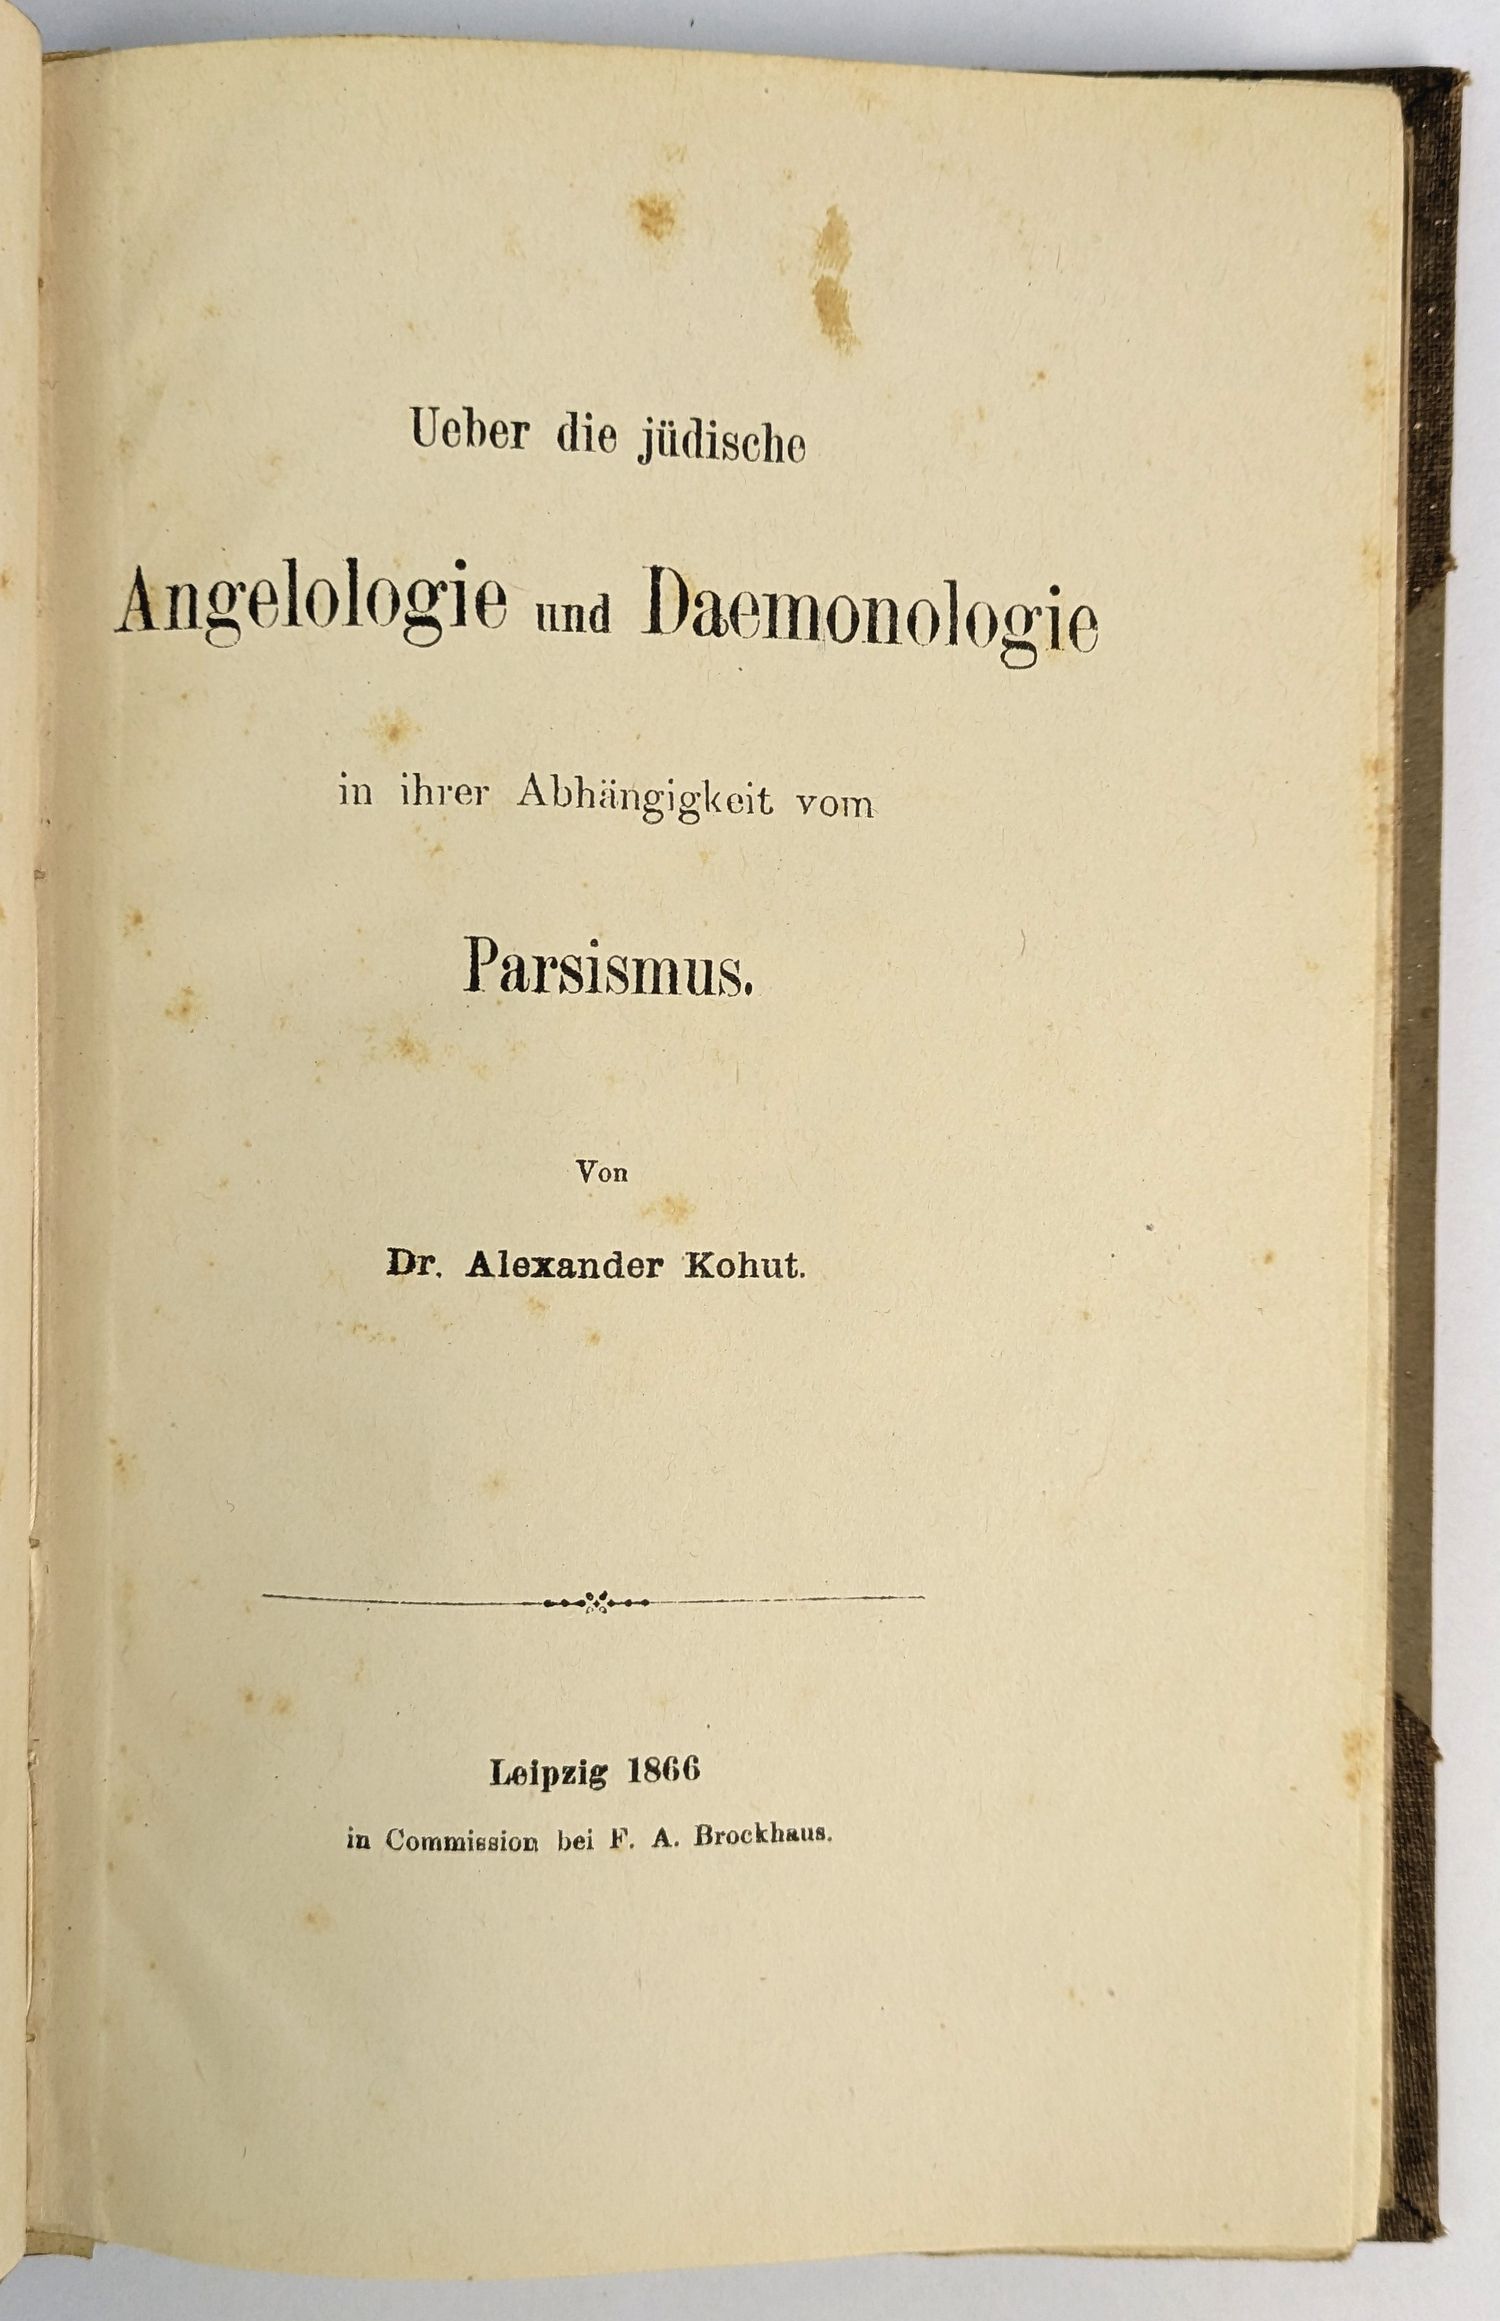 Ueber die jüdische
Angelologie und Daemonologie
in ihrer Abhängigkeit vom
Parsismus.
Von
Dr. Alexander Kohut.
Leipzig 1866
in Commission bei F. A. Brockhaus.